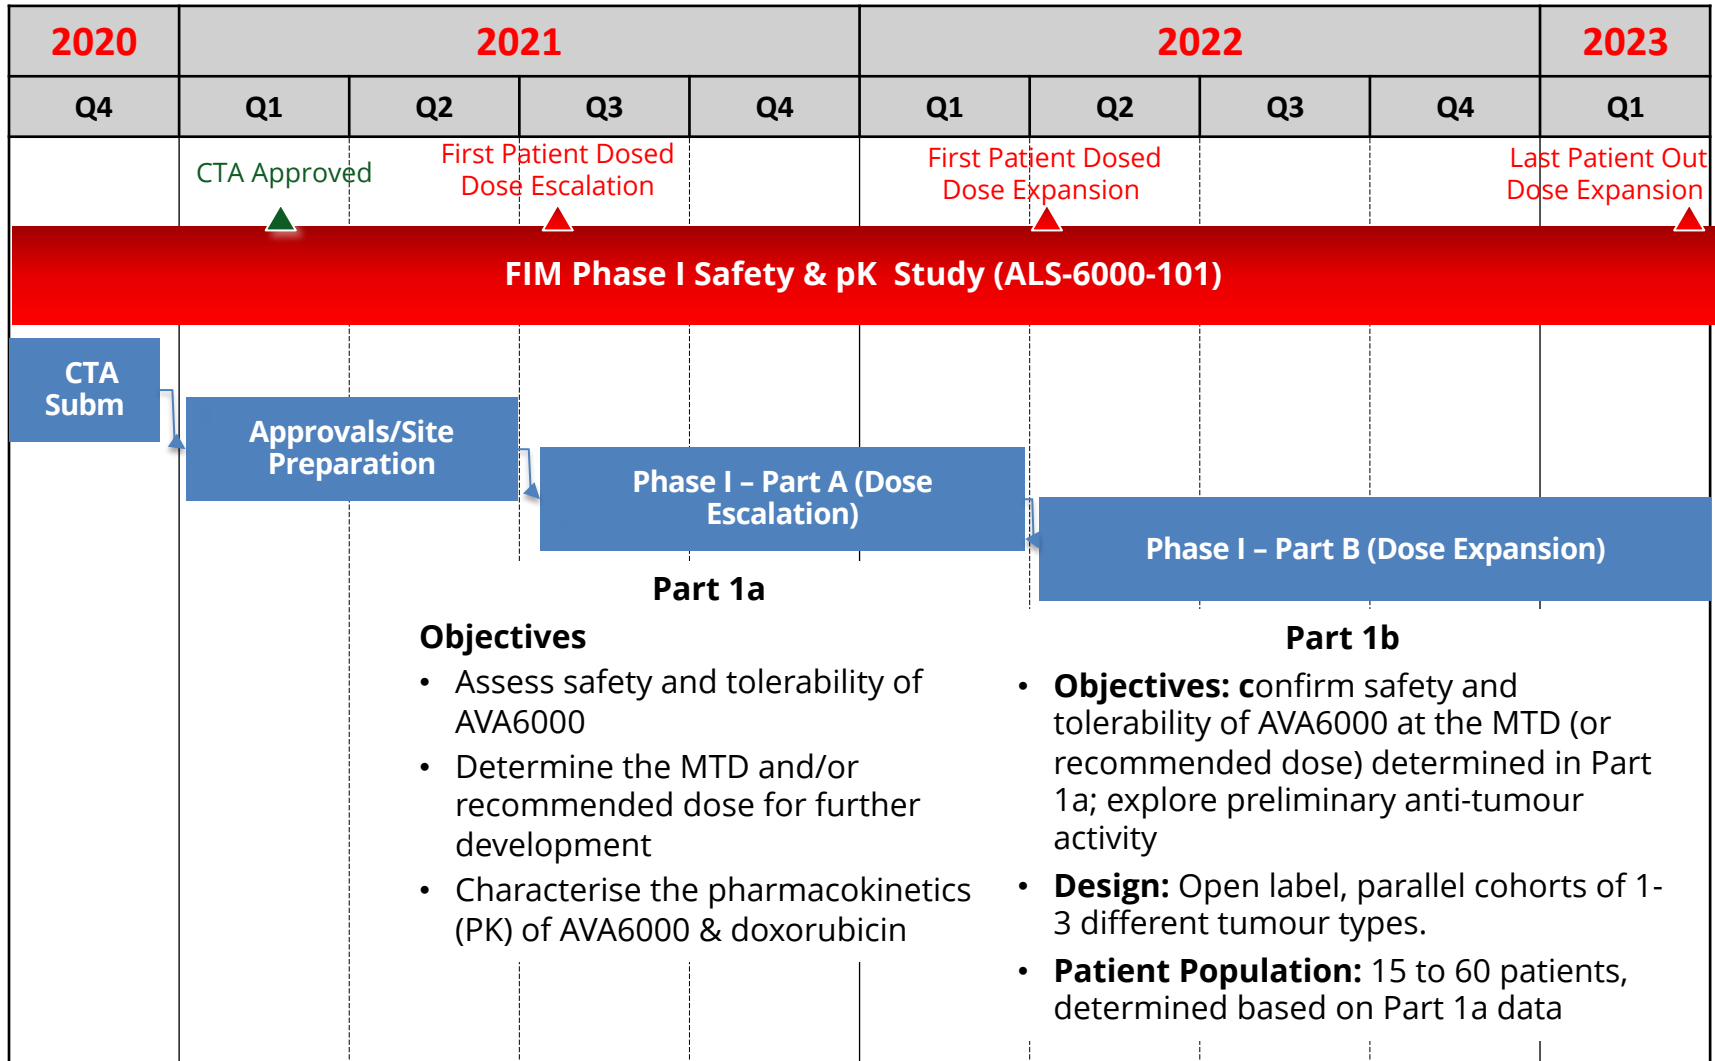 2020 2021 2022 2023
Q4 Q1 Q2 Q3 Q4 Q1 Q2 Q3 Q4 Q1
CTA Approved
First Patient Dosed
Dose Escalation
First Patient Dosed
Dose Expansion
Last Patient Out
Dose Expansion
FIM Phase I Safety & pK Study (ALS-6000-101)
CTA
Subm
Approvals/Site
Preparation
Phase I – Part A (Dose
Escalation)
Phase I – Part B (Dose Expansion)
Part 1a
Objectives
• Assess safety and tolerability of
AVA6000
• Determine the MTD and/or
recommended dose for further
development
• Characterise the pharmacokinetics
(PK) of AVA6000 & doxorubicin
Part 1b
• Objectives: confirm safety and
tolerability of AVA6000 at the MTD (or
recommended dose) determined in Part
1a; explore preliminary anti-tumour
activity
• Design: Open label, parallel cohorts of 1-
3 different tumour types.
• Patient Population: 15 to 60 patients,
determined based on Part 1a data